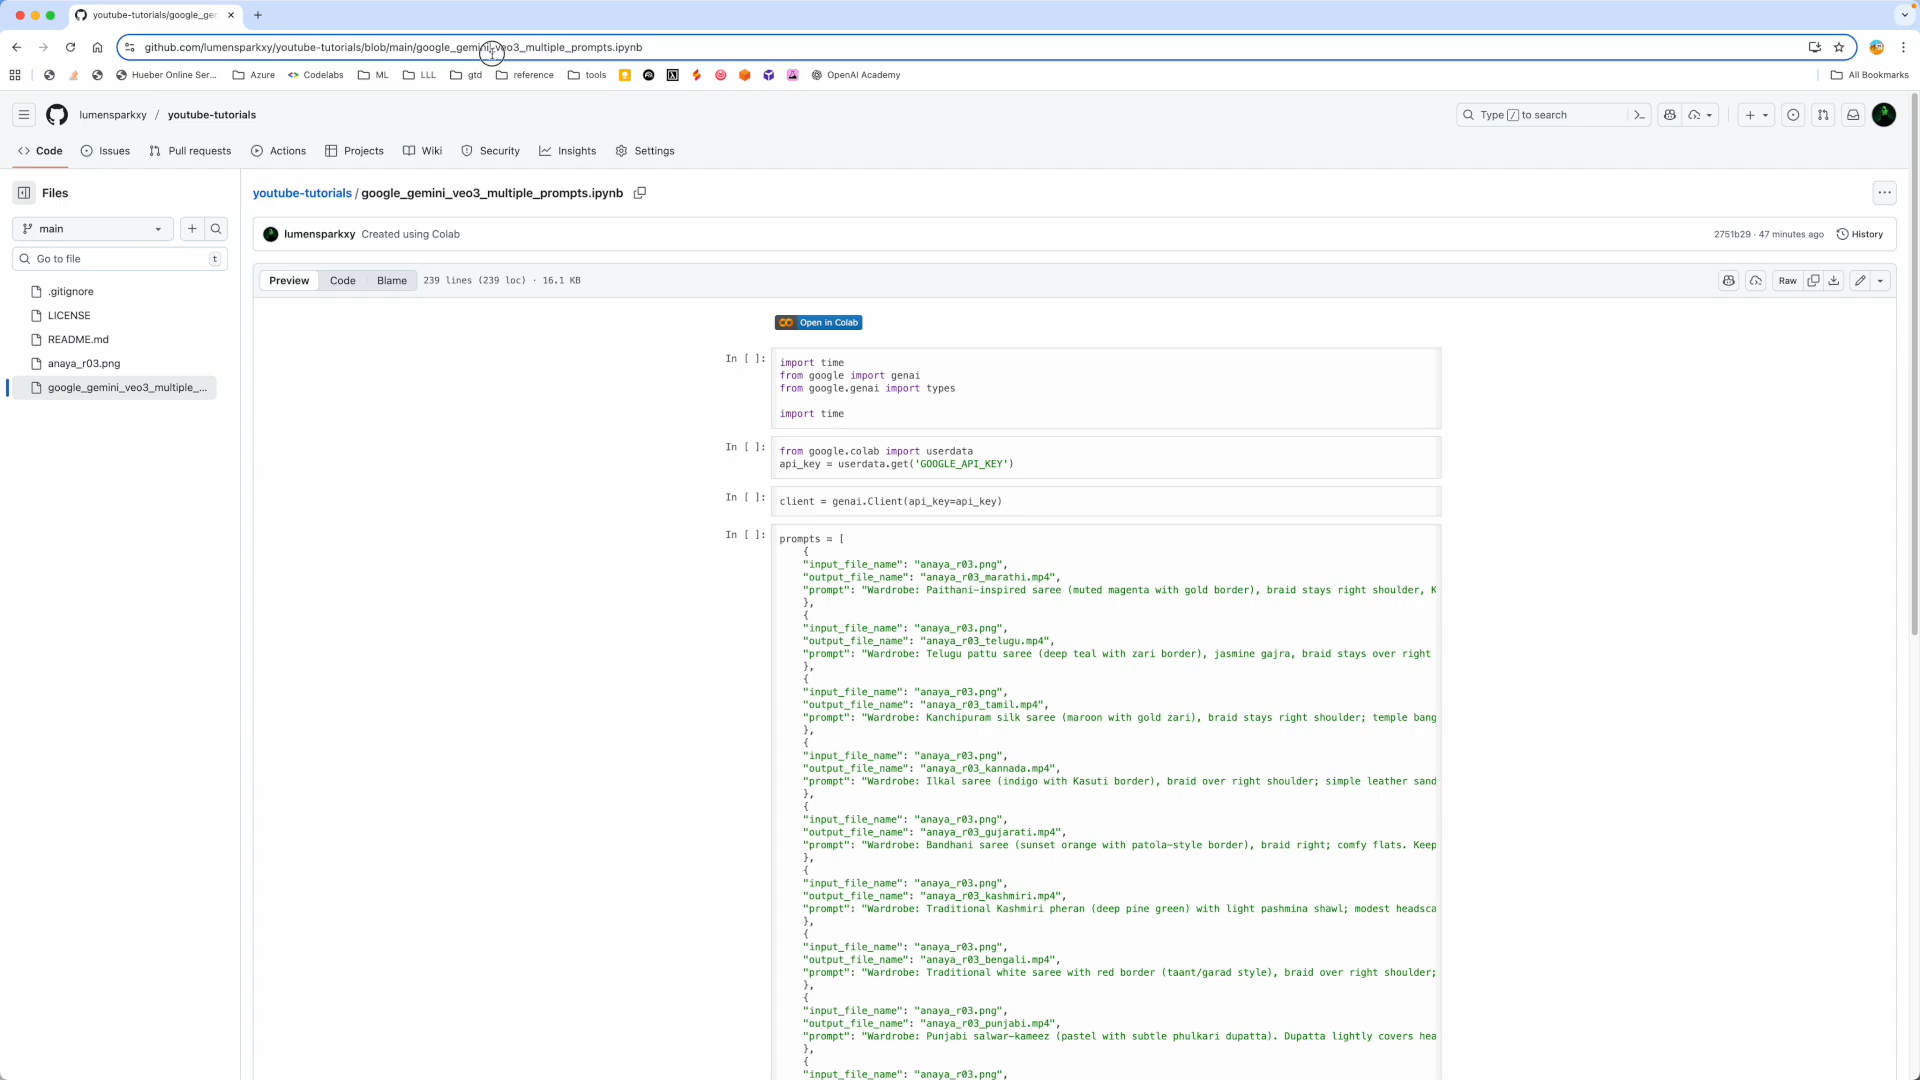 youtube-tutorials/google_ge
github.com/lumensparkxy/youtube-tutorials/blob/main/google_gemini_veo3_multiple_prompts.ipynb
Hueber Online Ser... Azure Codelabs ML LLL gtd reference tools OpenAI Academy All Bookmarks
lumensparkxy / youtube-tutorials Type / to search
Code Issues Pull requests Actions Projects Wiki Security Insights Settings
Files
main
Go to file t
.gitignore
LICENSE
README.md
anaya_r03.png
google_gemini_veo3_multiple_...
youtube-tutorials / google_gemini_veo3_multiple_prompts.ipynb
lumensparkxy Created using Colab 2751b29 · 47 minutes ago History
Preview Code Blame 239 lines (239 loc) · 16.1 KB Raw
Open in Colab
In [ ]: import time
from google import genai
from google.genai import types
import time
In [ ]: from google.colab import userdata
api_key = userdata.get('GOOGLE_API_KEY')
In [ ]: client = genai.Client(api_key=api_key)
In [ ]: prompts = [
{
"input_file_name": "anaya_r03.png",
"output_file_name": "anaya_r03_marathi.mp4",
"prompt": "Wardrobe: Paithani-inspired saree (muted magenta with gold border), braid stays right shoulder, K
},
{
"input_file_name": "anaya_r03.png",
"output_file_name": "anaya_r03_telugu.mp4",
"prompt": "Wardrobe: Telugu pattu saree (deep teal with zari border), jasmine gajra, braid stays over right
},
{
"input_file_name": "anaya_r03.png",
"output_file_name": "anaya_r03_tamil.mp4",
"prompt": "Wardrobe: Kanchipuram silk saree (maroon with gold zari), braid stays right shoulder; temple bang
},
{
"input_file_name": "anaya_r03.png",
"output_file_name": "anaya_r03_kannada.mp4",
"prompt": "Wardrobe: Ilkal saree (indigo with Kasuti border), braid over right shoulder; simple leather sand
},
{
"input_file_name": "anaya_r03.png",
"output_file_name": "anaya_r03_gujarati.mp4",
"prompt": "Wardrobe: Bandhani saree (sunset orange with patola-style border), braid right; comfy flats. Keep
},
{
"input_file_name": "anaya_r03.png",
"output_file_name": "anaya_r03_kashmiri.mp4",
"prompt": "Wardrobe: Traditional Kashmiri pheran (deep pine green) with light pashmina shawl; modest headsca
},
{
"input_file_name": "anaya_r03.png",
"output_file_name": "anaya_r03_bengali.mp4",
"prompt": "Wardrobe: Traditional white saree with red border (taant/garad style), braid over right shoulder;
},
{
"input_file_name": "anaya_r03.png",
"output_file_name": "anaya_r03_punjabi.mp4",
"prompt": "Wardrobe: Punjabi salwar-kameez (pastel with subtle phulkari dupatta). Dupatta lightly covers hea
},
{
"input_file_name": "anaya_r03.png",